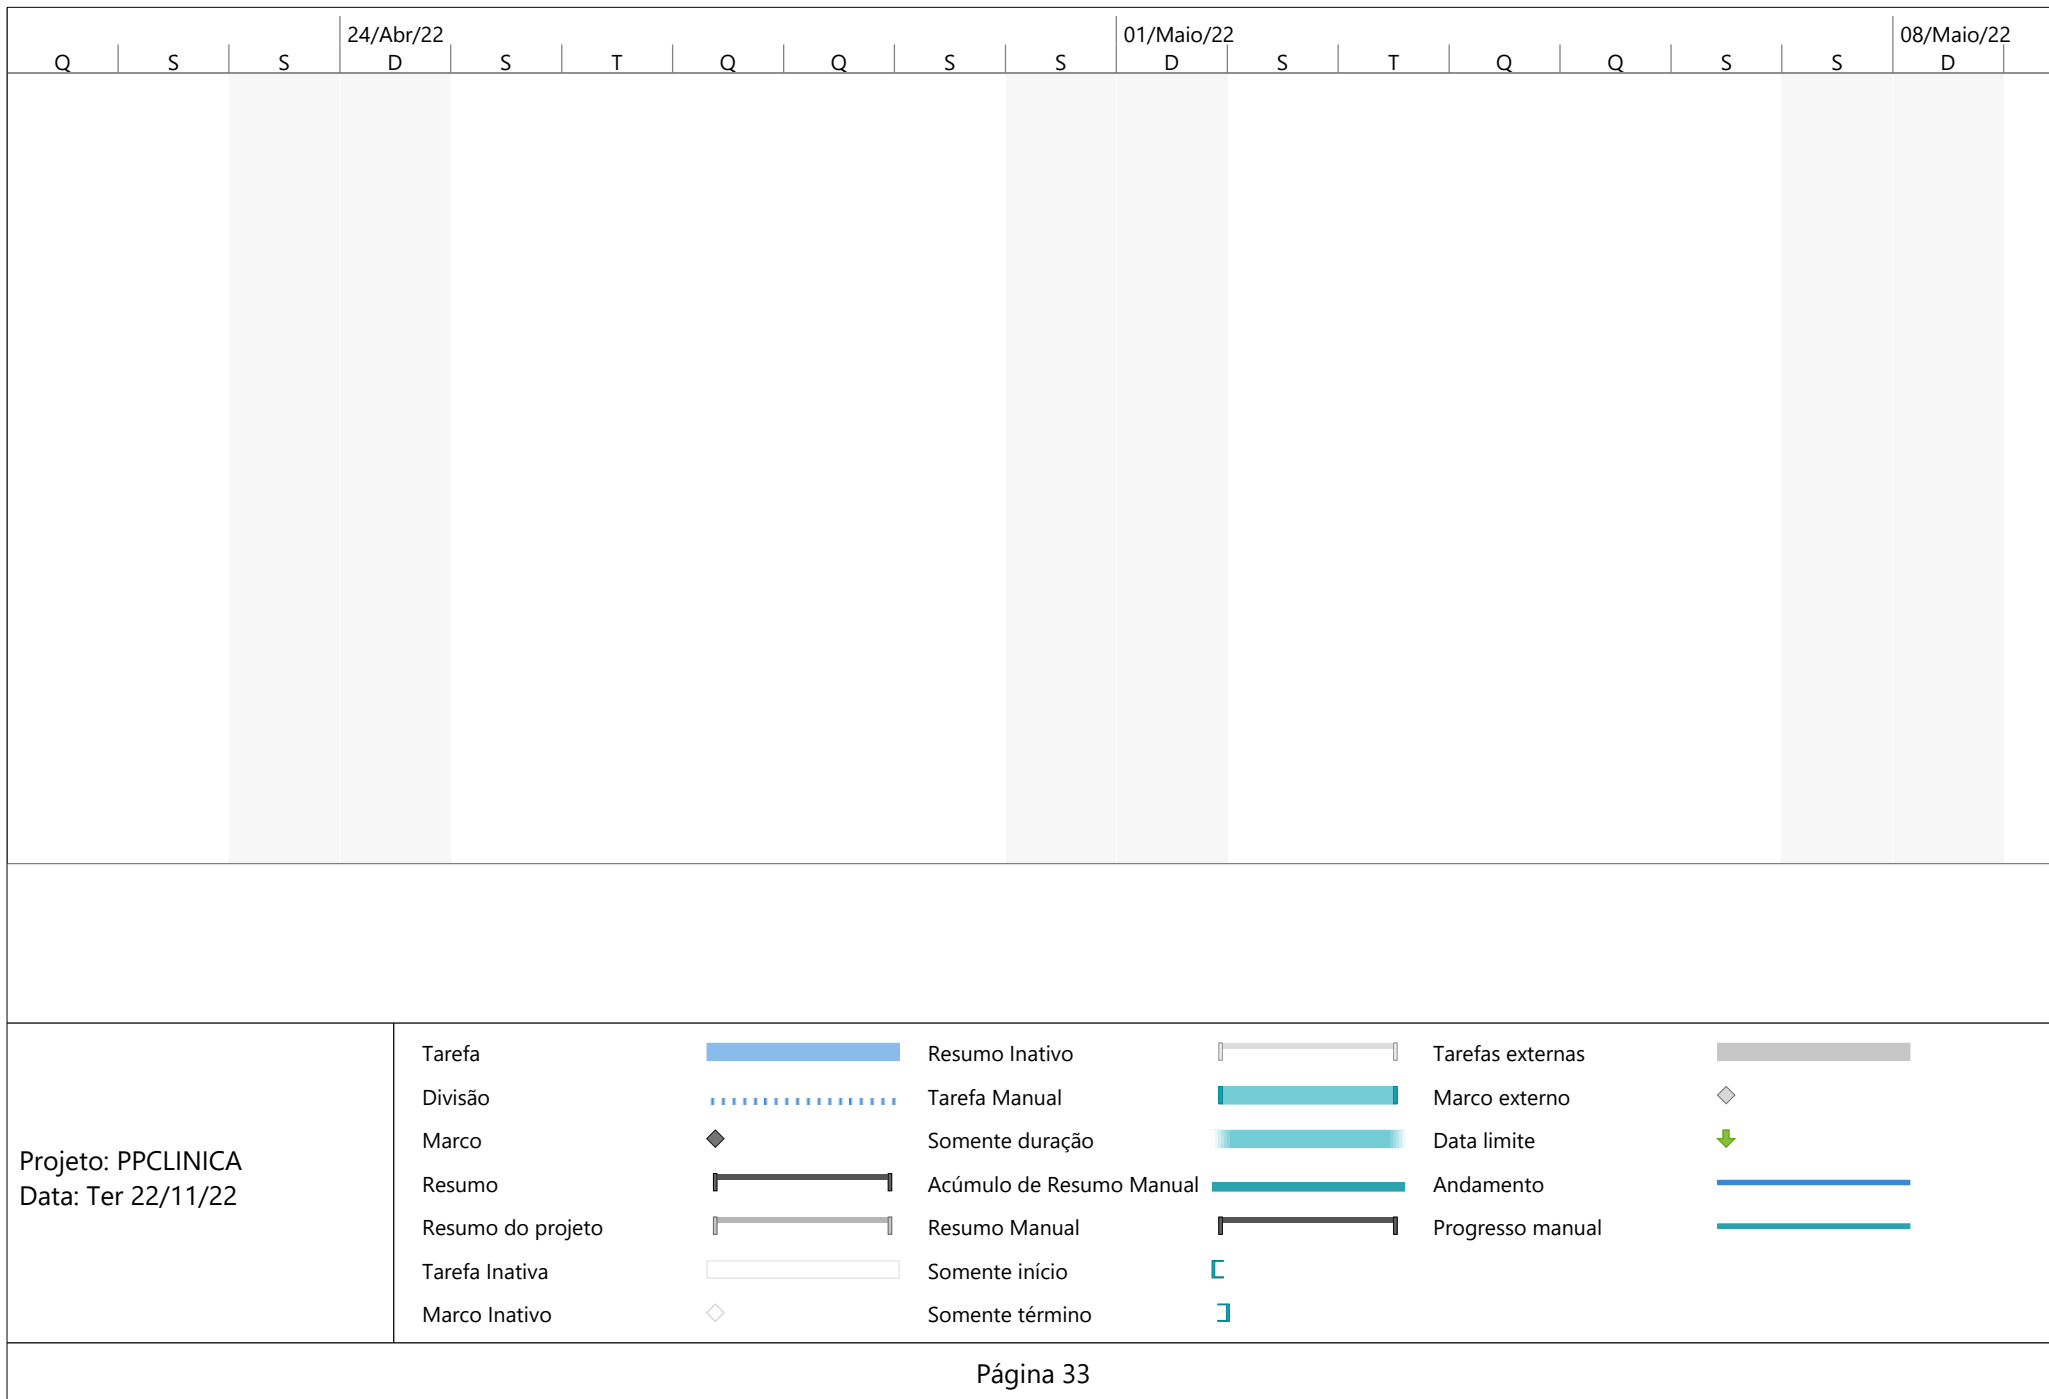 24/Abr/22 01/Maio/22 08/Maio/22
Q S S D S T Q Q S S D S T Q Q S S D
Projeto: PPCLINICA
Data: Ter 22/11/22
Tarefa
Divisão
Marco
Resumo
Resumo do projeto
Tarefa Inativa
Marco Inativo
Resumo Inativo
Tarefa Manual
Somente duração
Acúmulo de Resumo Manual
Resumo Manual
Somente início
Somente término
Tarefas externas
Marco externo
Data limite
Andamento
Progresso manual
Página 33